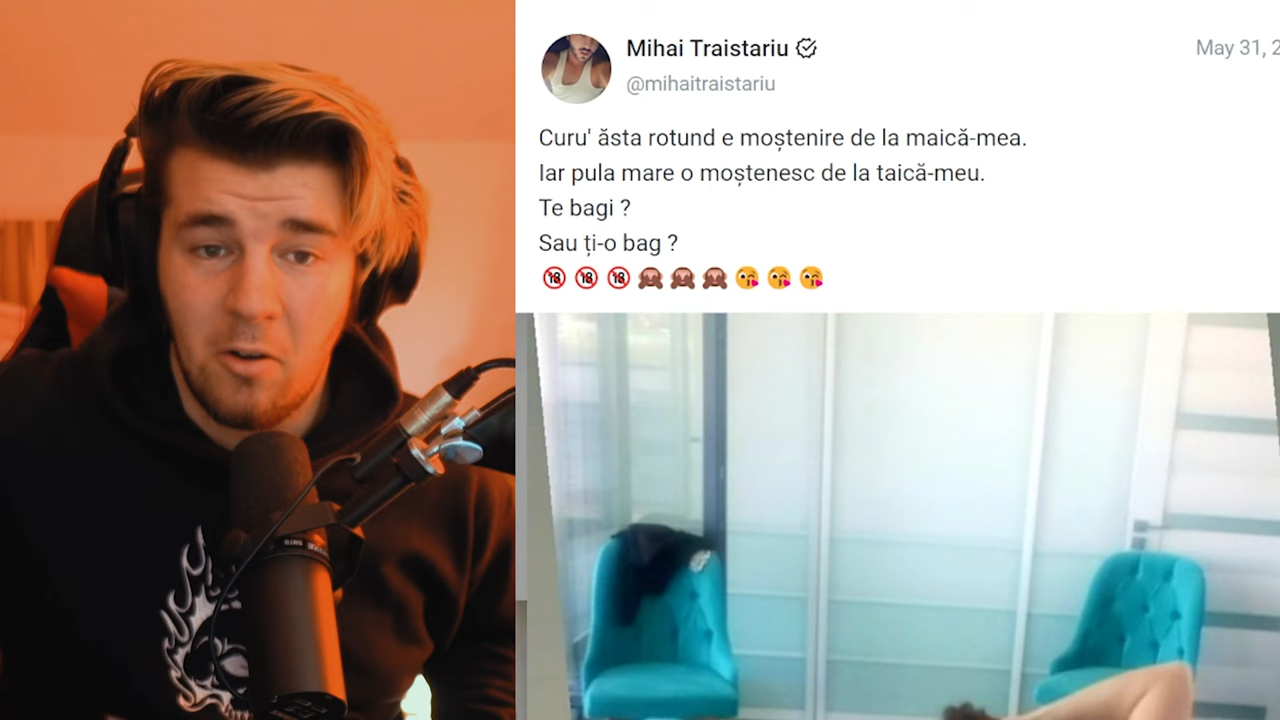 Mihai Traistariu
May 31, 2
@mihaitraistariu
Curu' ăsta rotund e moștenire de la maică-mea.
Iar pula mare o moștenesc de la taică-meu.
Te bagi ?
Sau ți-o bag ?
🔞🔞🔞🙈🙈🙈😘😘😘